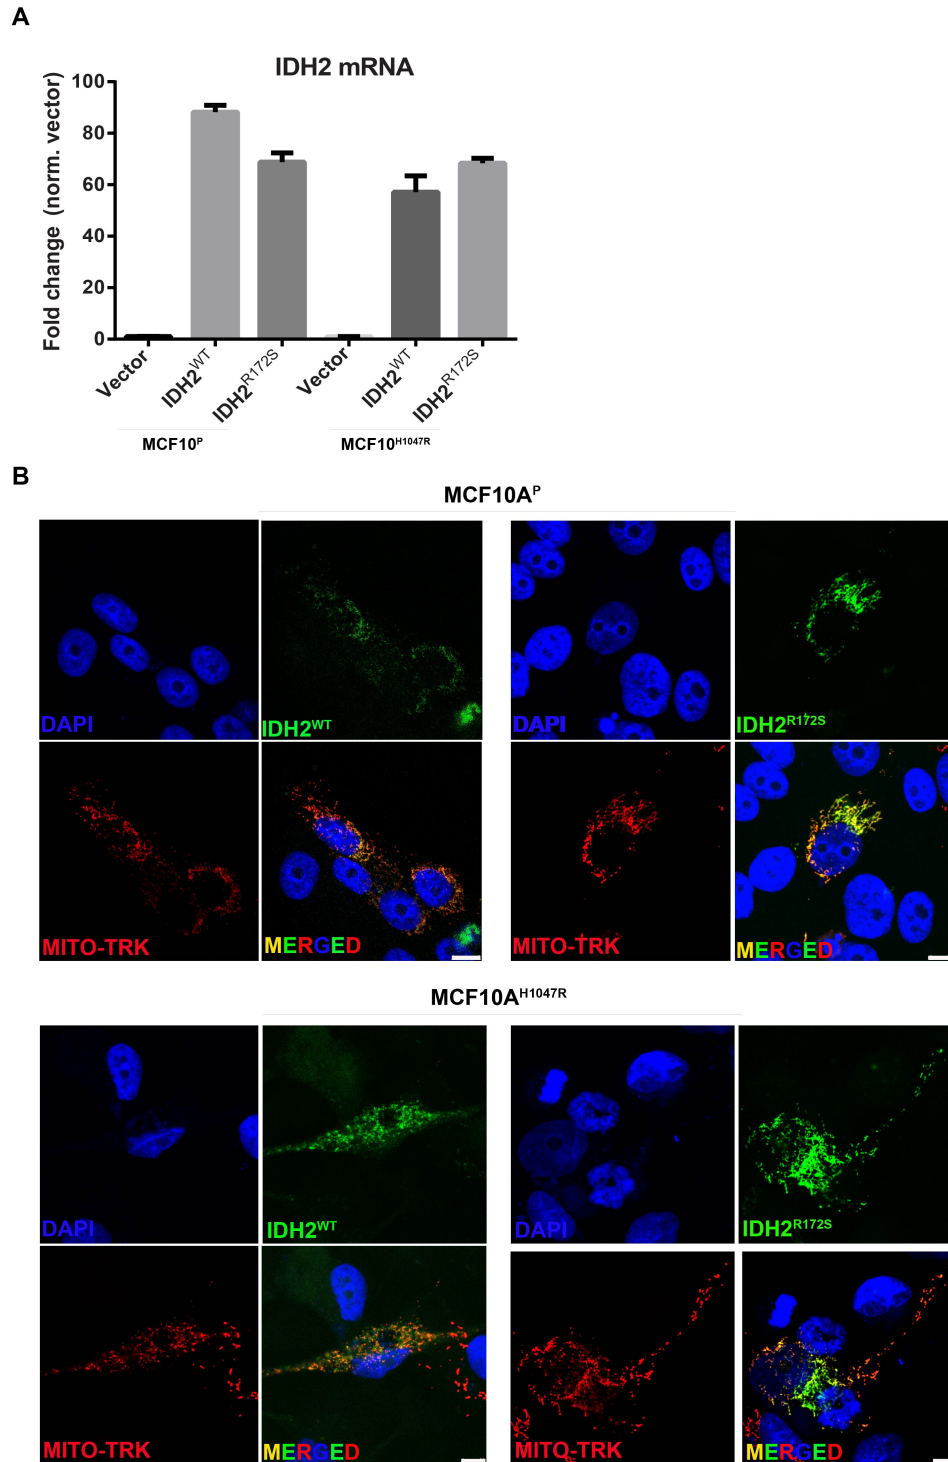 A
IDH2 mRNA
Fold change (norm. vector)
100
80
60
40
20
0
Vector
IDH2WT
IDH2R172S
Vector
IDH2WT
IDH2R172S
MCF10P
MCF10H1047R
B
MCF10AP
DAPI
IDH2WT
DAPI
IDH2R172S
MITO-TRK
MERGED
MITO-TRK
MERGED
MCF10AH1047R
DAPI
IDH2WT
DAPI
IDH2R172S
MITO-TRK
MERGED
MITO-TRK
MERGED